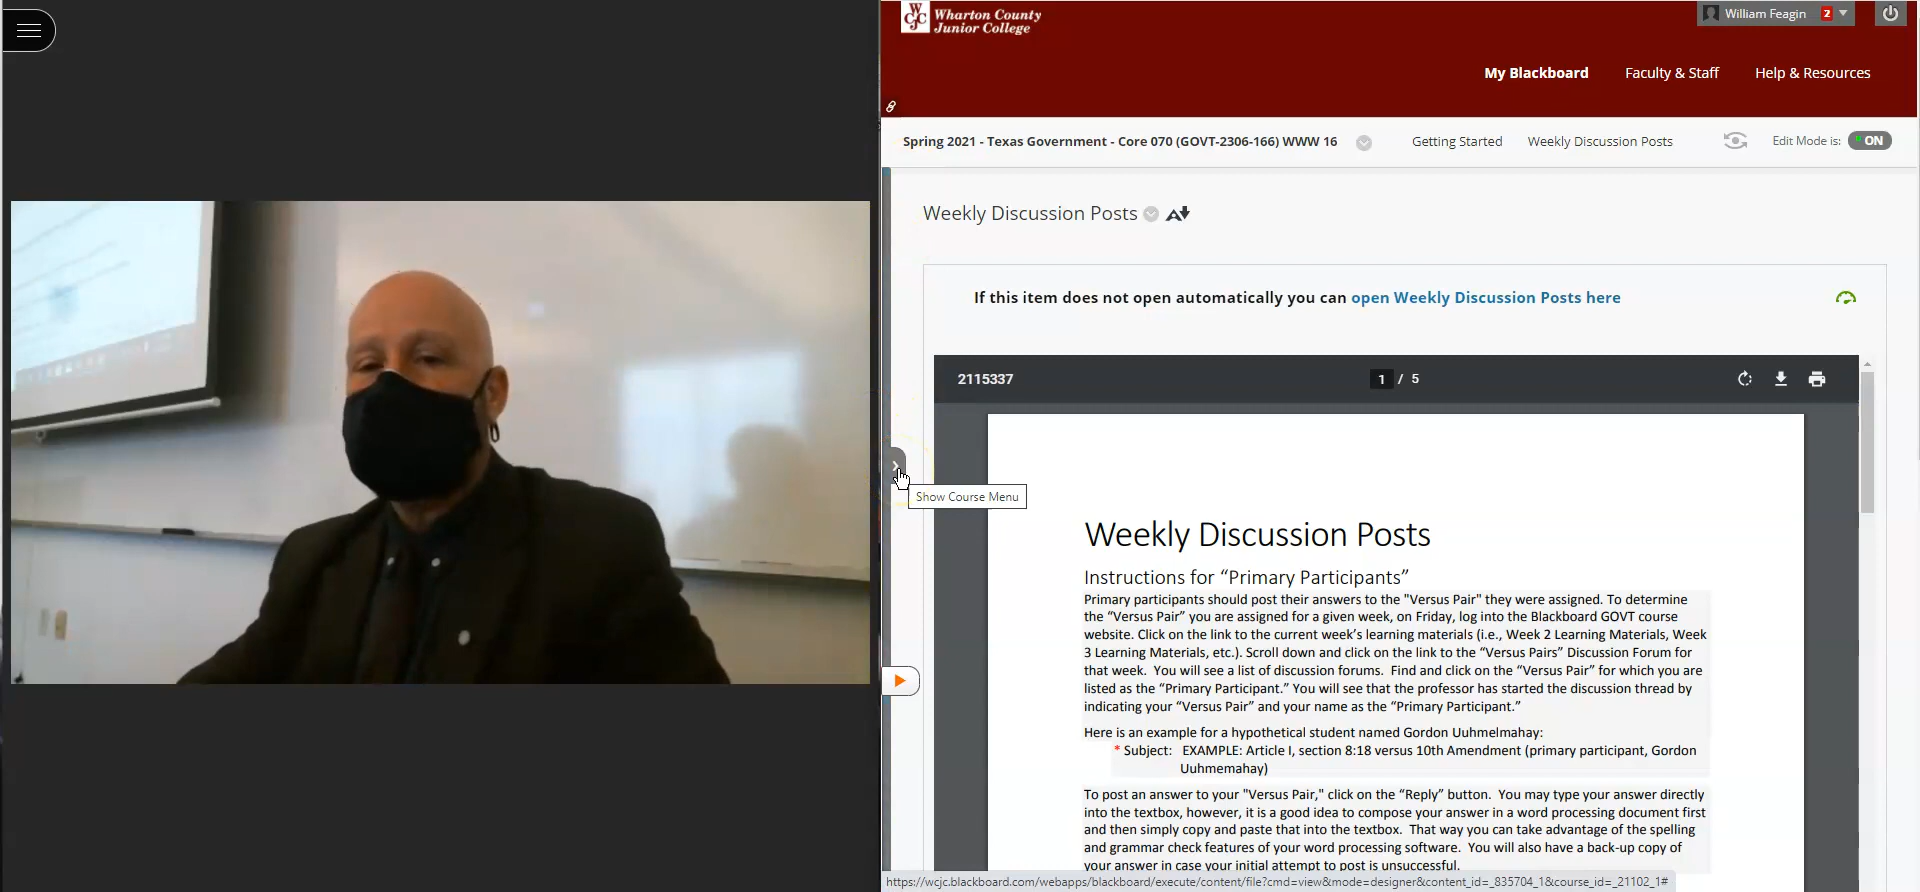 WCJC
Wharton County
Junior College
William Feagin 2
My Blackboard Faculty & Staff Help & Resources
Spring 2021 - Texas Government - Core 070 (GOVT-2306-166) WWW 16 Getting Started Weekly Discussion Posts Edit Mode is: ON
Weekly Discussion Posts
If this item does not open automatically you can open Weekly Discussion Posts here
2115337 1 / 5
Show Course Menu
Weekly Discussion Posts
Instructions for “Primary Participants”
Primary participants should post their answers to the "Versus Pair" they were assigned. To determine
the “Versus Pair” you are assigned for a given week, on Friday, log into the Blackboard GOVT course
website. Click on the link to the current week’s learning materials (i.e., Week 2 Learning Materials, Week
3 Learning Materials, etc.). Scroll down and click on the link to the “Versus Pairs” Discussion Forum for
that week. You will see a list of discussion forums. Find and click on the “Versus Pair” for which you are
listed as the “Primary Participant.” You will see that the professor has started the discussion thread by
indicating your “Versus Pair” and your name as the “Primary Participant.”
Here is an example for a hypothetical student named Gordon Uuhmelmahay:
* Subject: EXAMPLE: Article I, section 8:18 versus 10th Amendment (primary participant, Gordon
Uuhmemahay)
To post an answer to your "Versus Pair," click on the “Reply” button. You may type your answer directly
into the textbox, however, it is a good idea to compose your answer in a word processing document first
and then simply copy and paste that into the textbox. That way you can take advantage of the spelling
and grammar check features of your word processing software. You will also have a back-up copy of
your answer in case your initial attempt to post is unsuccessful.
https://wcjc.blackboard.com/webapps/blackboard/execute/content/file?cmd=view&mode=designer&content_id=_835704_1&course_id=_21102_1#